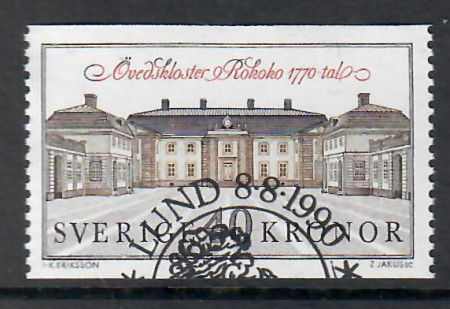 Övedskloster Rokoko 1770-tal
LUND 8·8·1990
SVERIGE 40 KRONOR
K.ERIKSSON Z.JAKUS SC